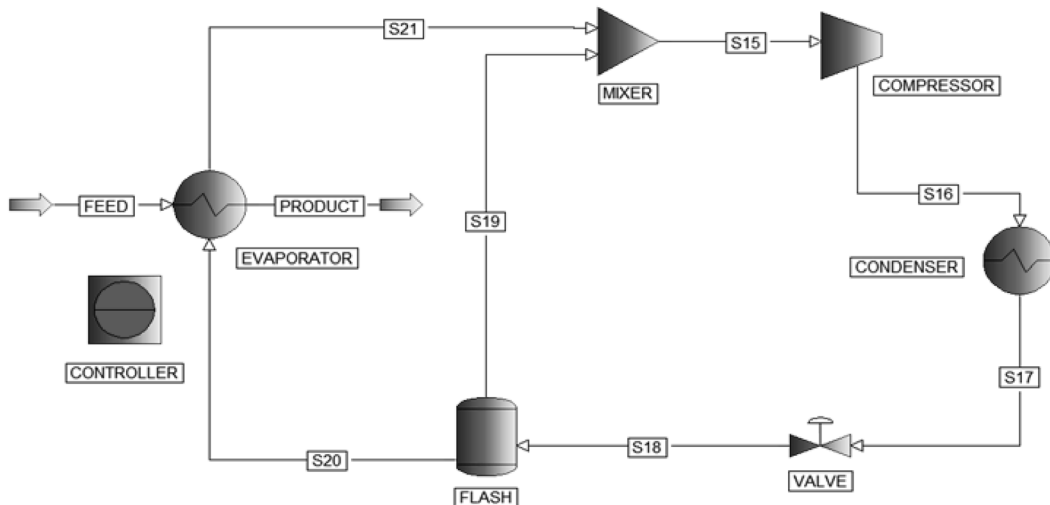 S21
S15
MIXER
COMPRESSOR
FEED
PRODUCT
S19
S16
EVAPORATOR
CONDENSER
CONTROLLER
S17
S20
S18
FLASH
VALVE